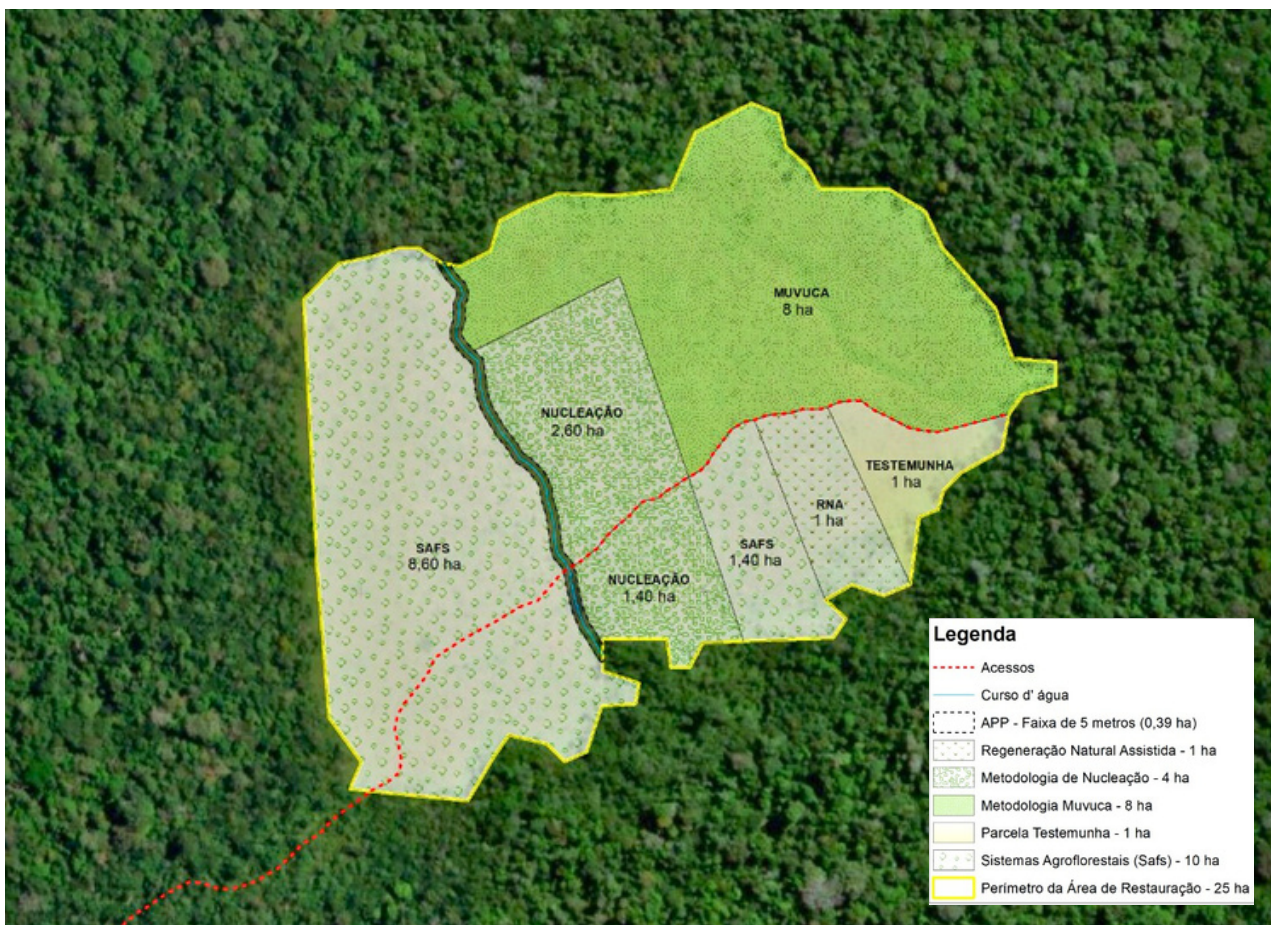 MUVUCA
8 ha
NUCLEAÇÃO
2,60 ha
TESTEMUNHA
1 ha
RNA
1 ha
SAFS
8,60 ha
SAFS
1,40 ha
NUCLEAÇÃO
1,40 ha
Legenda
Acessos
Curso d' água
APP - Faixa de 5 metros (0,39 ha)
Regeneração Natural Assistida - 1 ha
Metodologia de Nucleação - 4 ha
Metodologia Muvuca - 8 ha
Parcela Testemunha - 1 ha
Sistemas Agroflorestais (Safs) - 10 ha
Perímetro da Área de Restauração - 25 ha